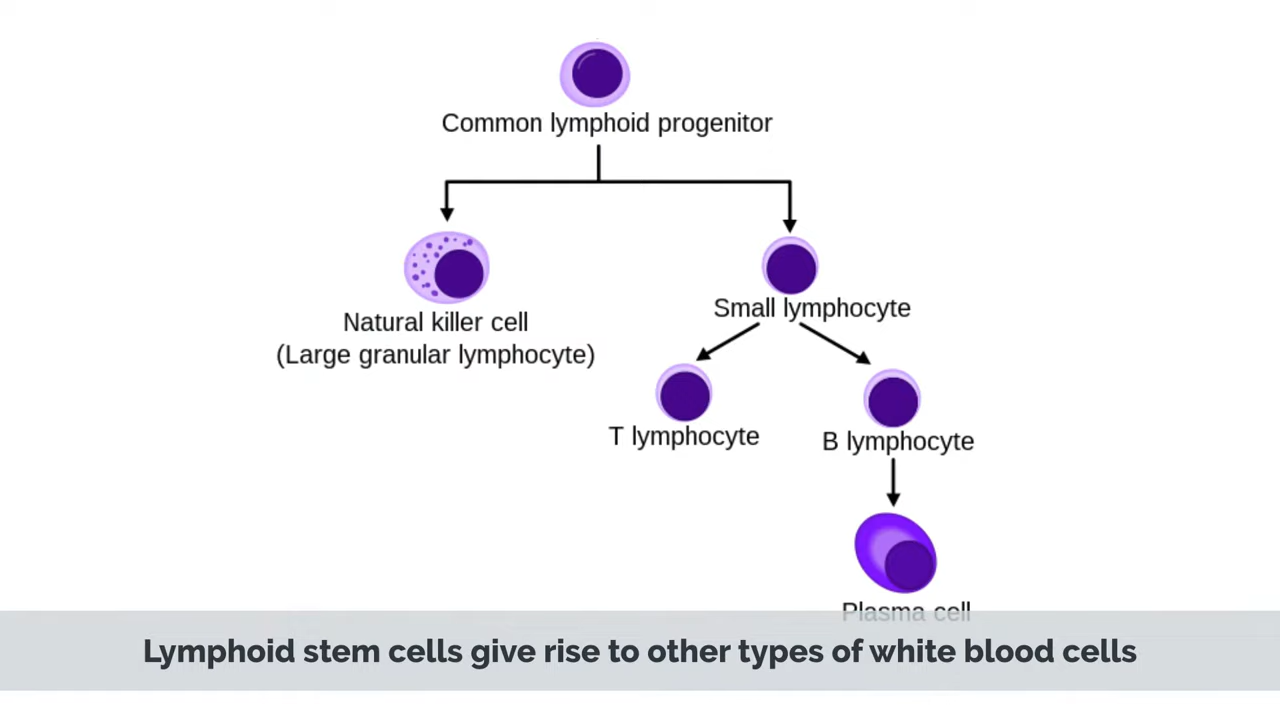 Common lymphoid progenitor
Natural killer cell
(Large granular lymphocyte)
Small lymphocyte
T lymphocyte
B lymphocyte
Plasma cell
Lymphoid stem cells give rise to other types of white blood cells